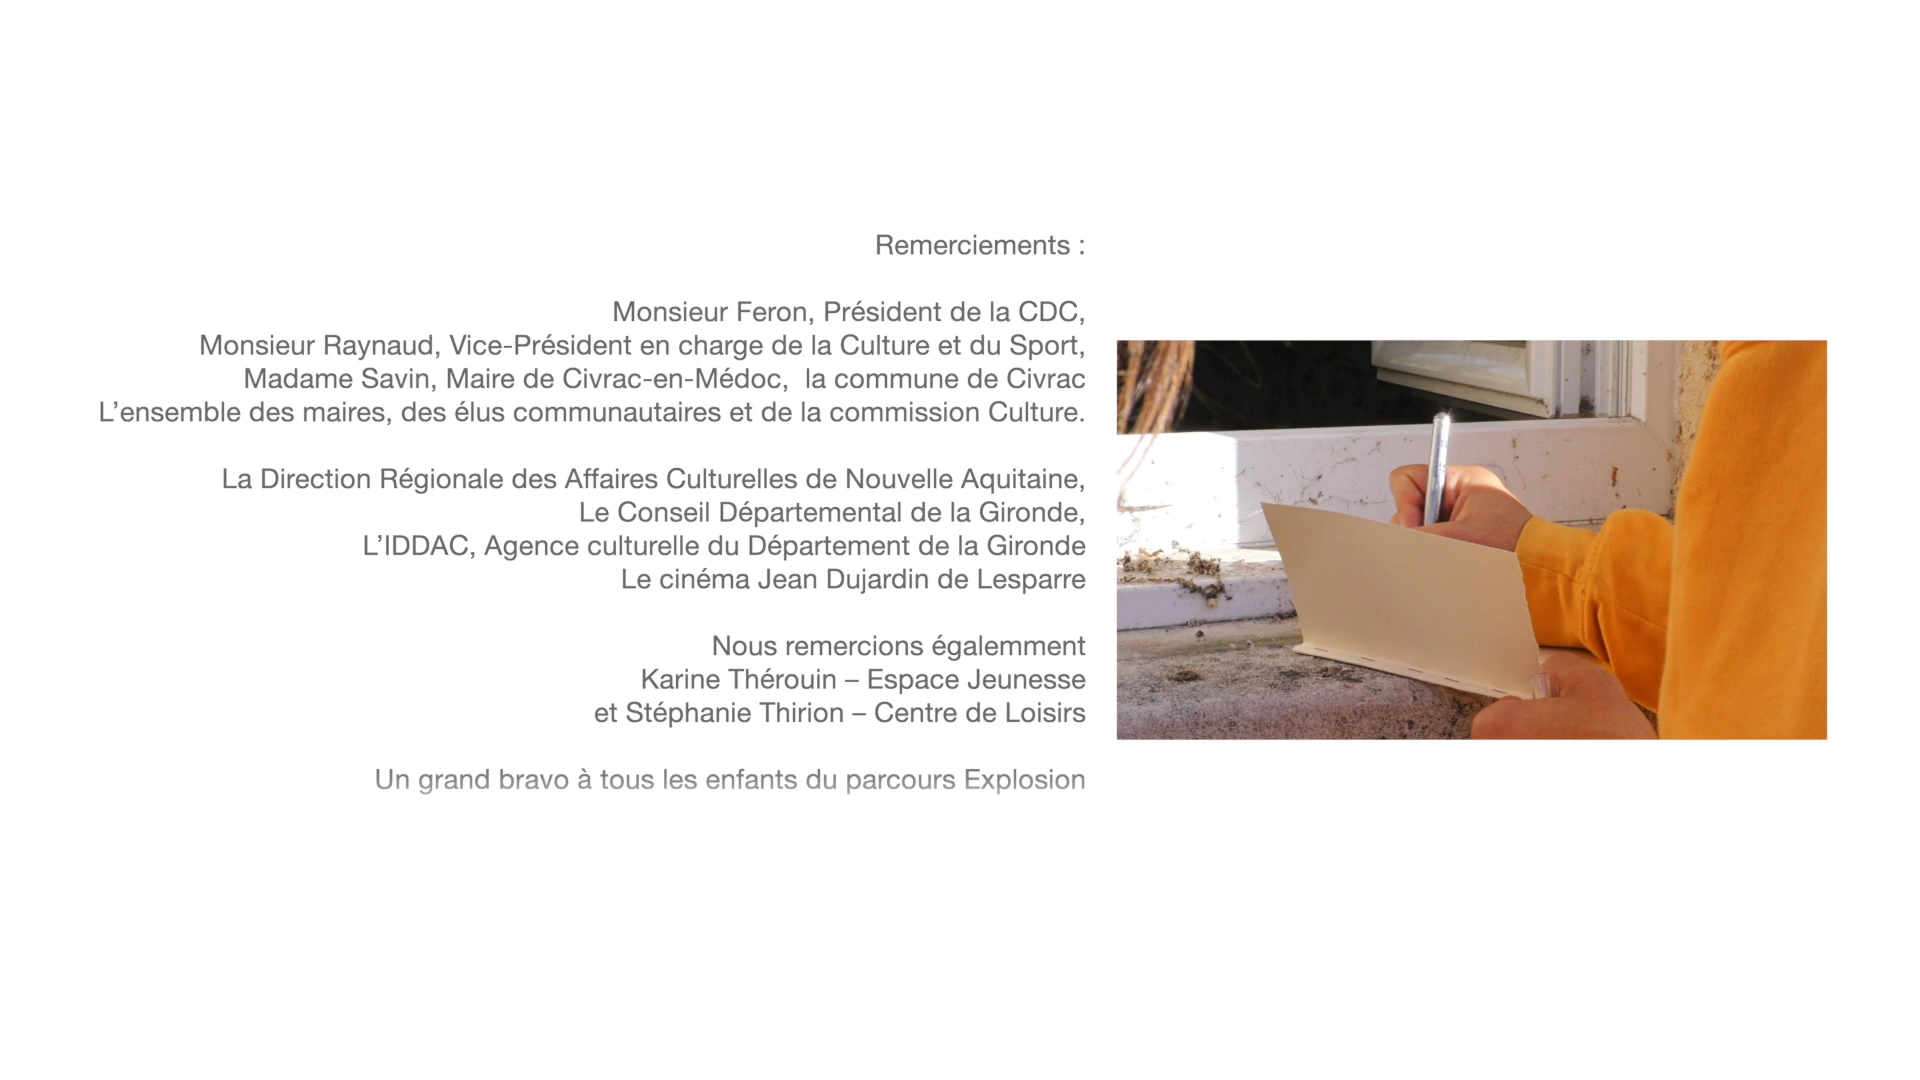 Remerciements :
Monsieur Feron, Président de la CDC,
Monsieur Raynaud, Vice-Président en charge de la Culture et du Sport,
Madame Savin, Maire de Civrac-en-Médoc,  la commune de Civrac
L’ensemble des maires, des élus communautaires et de la commission Culture.
La Direction Régionale des Affaires Culturelles de Nouvelle Aquitaine,
Le Conseil Départemental de la Gironde,
L’IDDAC, Agence culturelle du Département de la Gironde
Le cinéma Jean Dujardin de Lesparre
Nous remercions égalemment
Karine Thérouin – Espace Jeunesse
et Stéphanie Thirion – Centre de Loisirs
Un grand bravo à tous les enfants du parcours Explosion